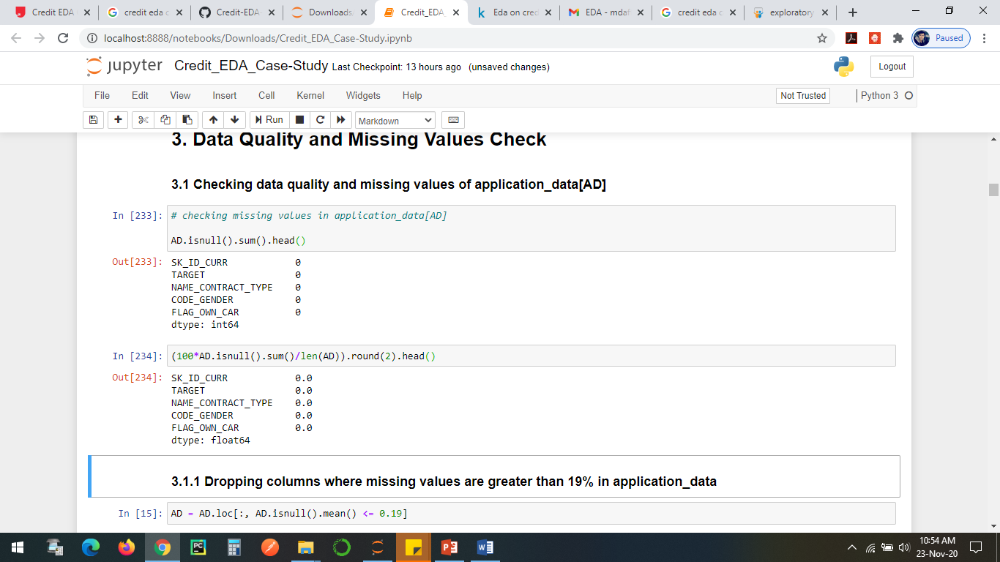 Credit EDA
credit eda c
Credit-EDA
Downloads
Credit_EDA
Eda on cred
EDA - mdaf
credit eda c
exploratory
localhost:8888/notebooks/Downloads/Credit_EDA_Case-Study.ipynb
Paused
jupyter Credit_EDA_Case-Study Last Checkpoint: 13 hours ago (unsaved changes)
Logout
File Edit View Insert Cell Kernel Widgets Help
Not Trusted
Python 3
Run
Markdown
3. Data Quality and Missing Values Check
3.1 Checking data quality and missing values of application_data[AD]
In [233]: # checking missing values in application_data[AD]
AD.isnull().sum().head()
Out[233]: SK_ID_CURR 0
TARGET 0
NAME_CONTRACT_TYPE 0
CODE_GENDER 0
FLAG_OWN_CAR 0
dtype: int64
In [234]: (100*AD.isnull().sum()/len(AD)).round(2).head()
Out[234]: SK_ID_CURR 0.0
TARGET 0.0
NAME_CONTRACT_TYPE 0.0
CODE_GENDER 0.0
FLAG_OWN_CAR 0.0
dtype: float64
3.1.1 Dropping columns where missing values are greater than 19% in application_data
In [15]: AD = AD.loc[:, AD.isnull().mean() <= 0.19]
10:54 AM
23-Nov-20